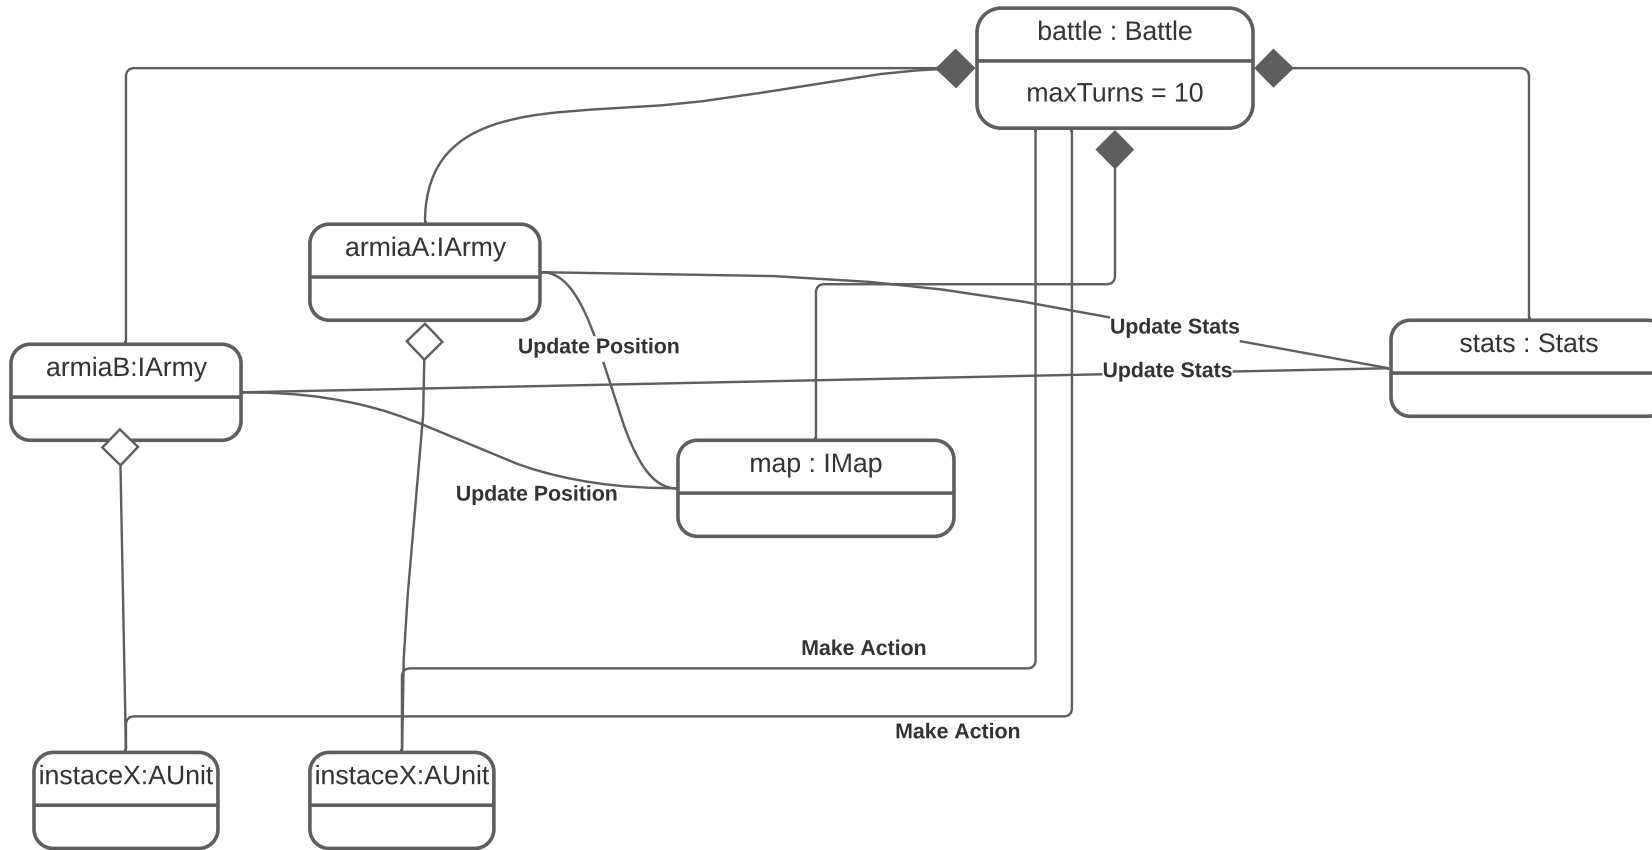 battle : Battle
maxTurns = 10
armiaA:IArmy
Update Stats
stats : Stats
Update Position
armiaB:IArmy
Update Stats
map : IMap
Update Position
Make Action
Make Action
instaceX:AUnit
instaceX:AUnit